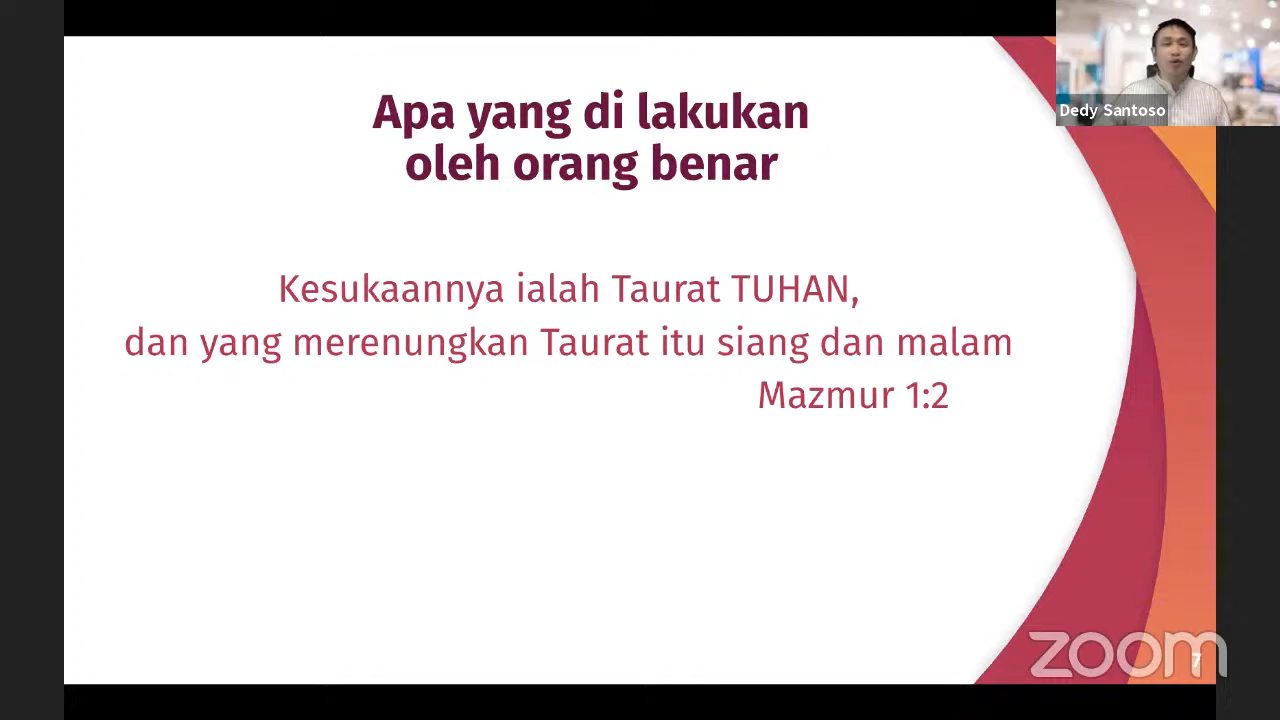 Apa yang di lakukan
oleh orang benar
Kesukaannya ialah Taurat TUHAN,
dan yang merenungkan Taurat itu siang dan malam
Mazmur 1:2
Dedy Santoso
zoom
7